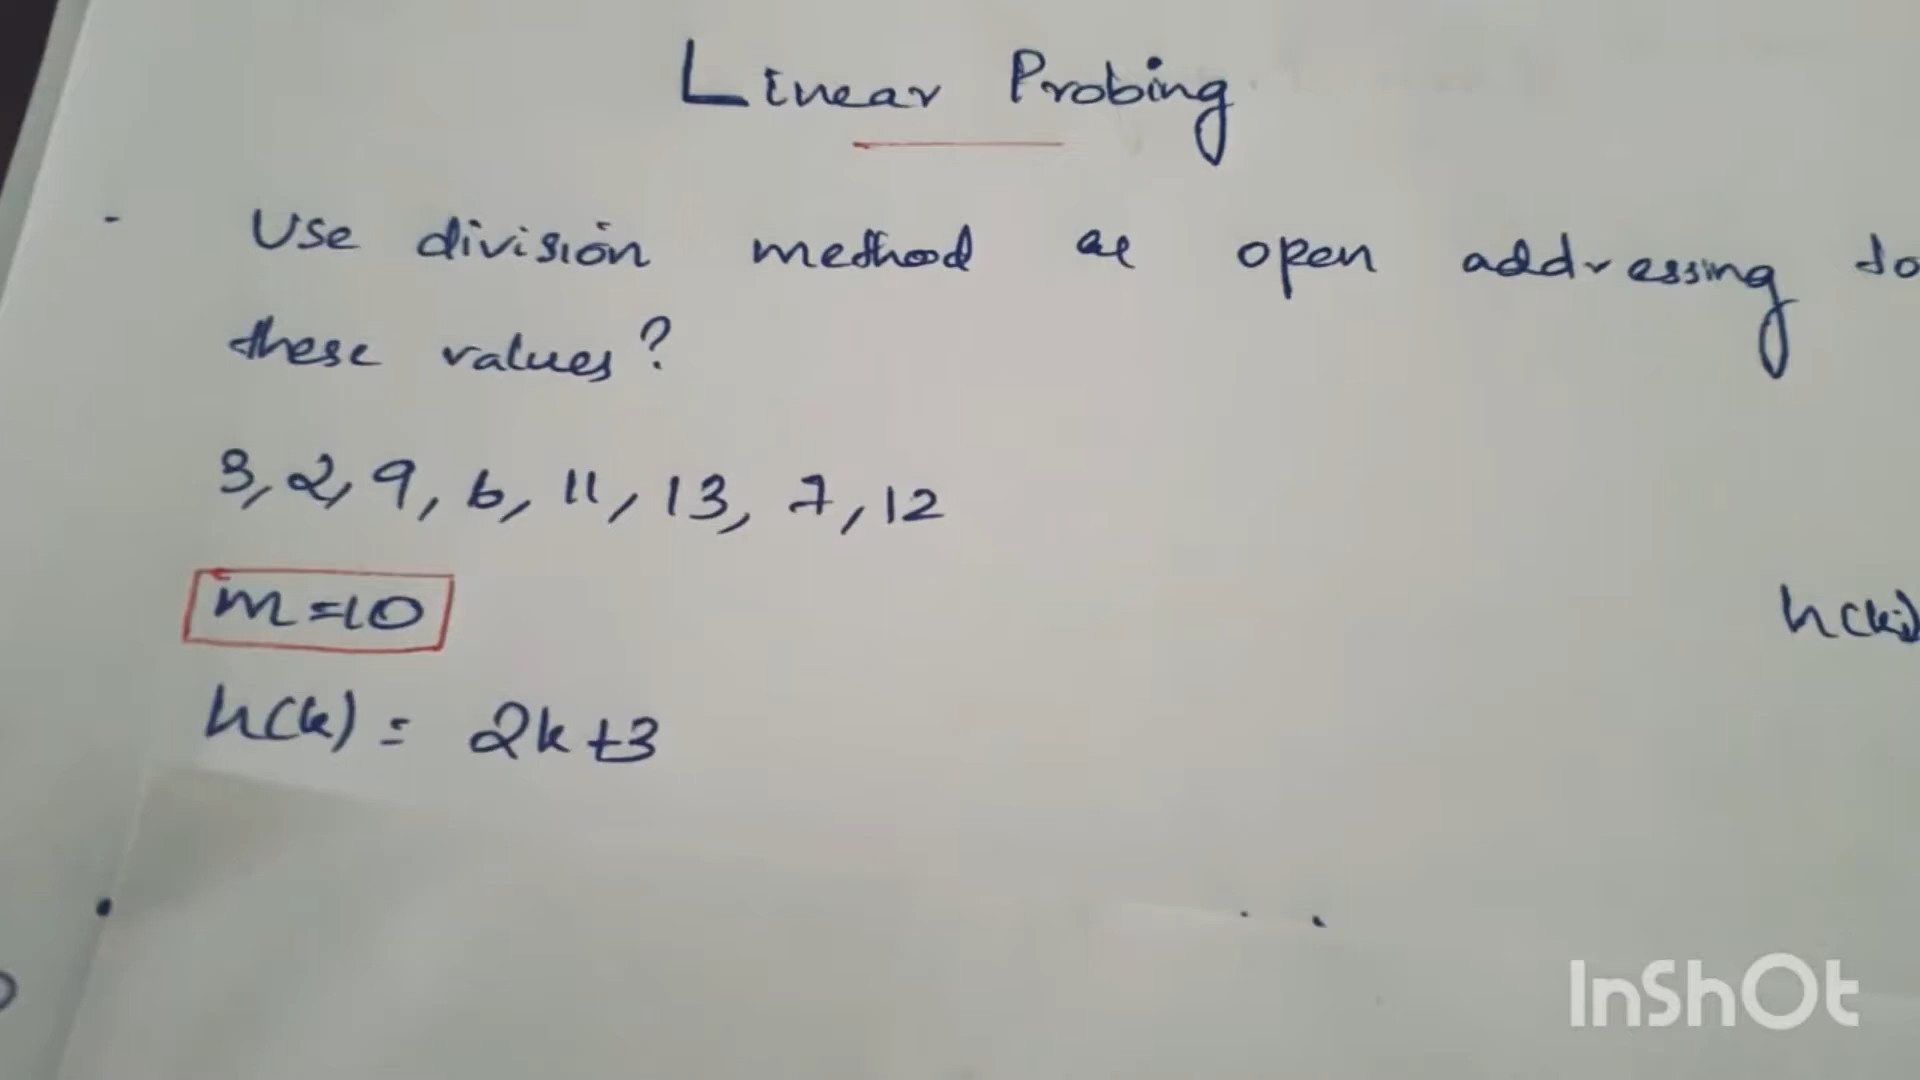 Linear Probing
- Use division method as open addressing to
these values?
3, 2, 9, 6, 11, 13, 7, 12
m=10
h(ki)
h(k) = 2k+3
InShOt